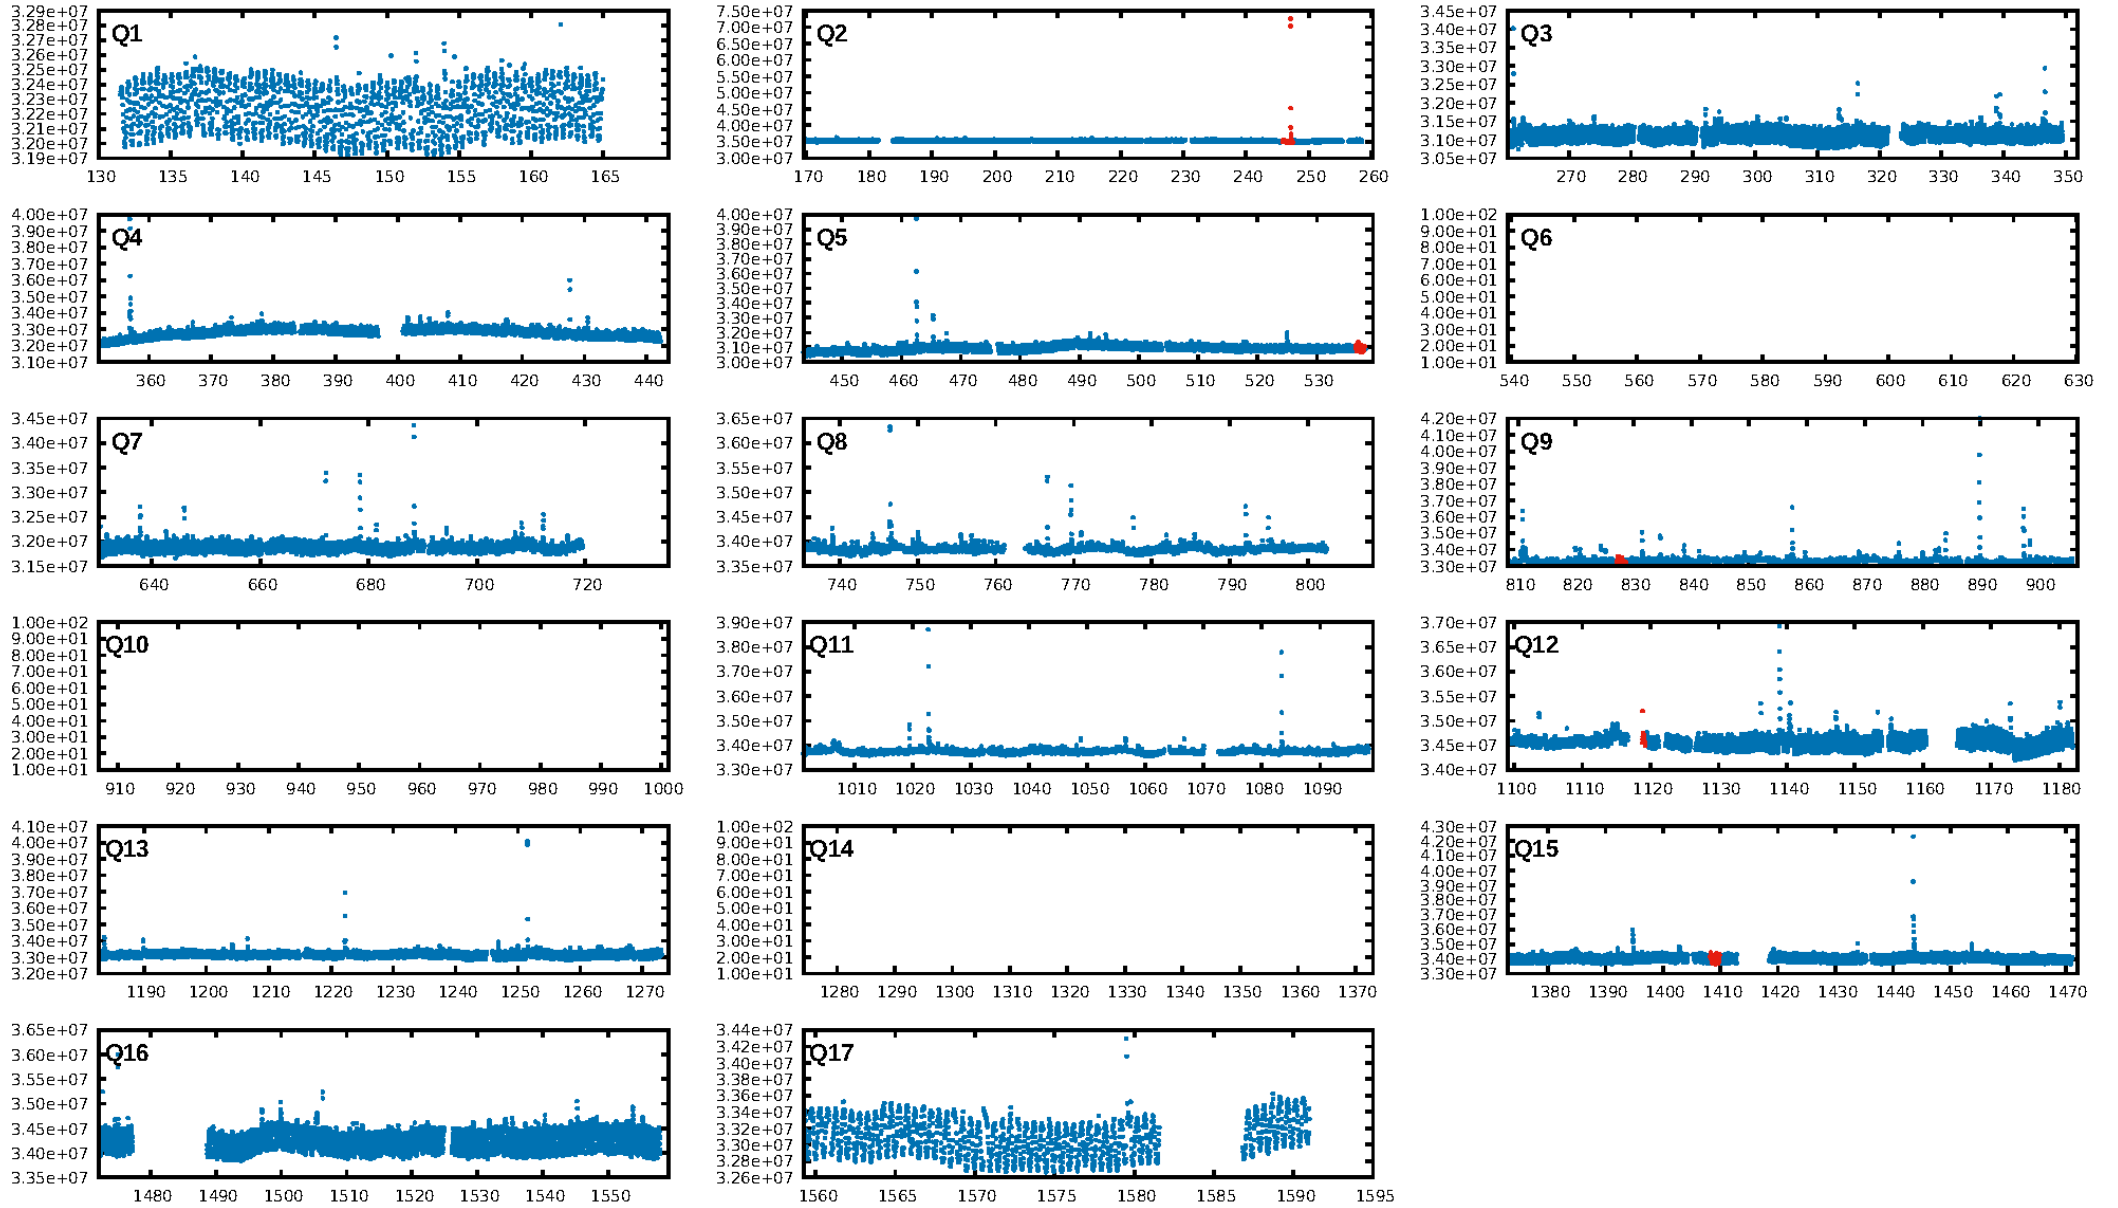 3.29e+07
3.28e+07
Q1
3.27e+07
3.26e+07
3.25e+07
3.24e+07
3.23e+07
3.22e+07
3.21e+07
3.20e+07
3.19e+07
130 135 140 145 150 155 160 165
7.50e+07
7.00e+07
Q2
6.50e+07
6.00e+07
5.50e+07
5.00e+07
4.50e+07
4.00e+07
3.50e+07
3.00e+07
170 180 190 200 210 220 230 240 250 260
3.45e+07
3.40e+07
Q3
3.35e+07
3.30e+07
3.25e+07
3.20e+07
3.15e+07
3.10e+07
3.05e+07
270 280 290 300 310 320 330 340 350
4.00e+07
3.90e+07
Q4
3.80e+07
3.70e+07
3.60e+07
3.50e+07
3.40e+07
3.30e+07
3.20e+07
3.10e+07
360 370 380 390 400 410 420 430 440
4.00e+07
3.90e+07
Q5
3.80e+07
3.70e+07
3.60e+07
3.50e+07
3.40e+07
3.30e+07
3.20e+07
3.10e+07
3.00e+07
450 460 470 480 490 500 510 520 530
1.00e+02
9.00e+01
Q6
8.00e+01
7.00e+01
6.00e+01
5.00e+01
4.00e+01
3.00e+01
2.00e+01
1.00e+01
540 550 560 570 580 590 600 610 620 630
3.45e+07
3.40e+07
Q7
3.35e+07
3.30e+07
3.25e+07
3.20e+07
3.15e+07
640 660 680 700 720
3.65e+07
3.60e+07
Q8
3.55e+07
3.50e+07
3.45e+07
3.40e+07
3.35e+07
740 750 760 770 780 790 800
4.20e+07
4.10e+07
Q9
4.00e+07
3.90e+07
3.80e+07
3.70e+07
3.60e+07
3.50e+07
3.40e+07
3.30e+07
810 820 830 840 850 860 870 880 890 900
1.00e+02
9.00e+01
Q10
8.00e+01
7.00e+01
6.00e+01
5.00e+01
4.00e+01
3.00e+01
2.00e+01
1.00e+01
910 920 930 940 950 960 970 980 990 1000
3.90e+07
3.80e+07
Q11
3.70e+07
3.60e+07
3.50e+07
3.40e+07
3.30e+07
1010 1020 1030 1040 1050 1060 1070 1080 1090
3.70e+07
3.65e+07
Q12
3.60e+07
3.55e+07
3.50e+07
3.45e+07
3.40e+07
1100 1110 1120 1130 1140 1150 1160 1170 1180
4.10e+07
4.00e+07
Q13
3.90e+07
3.80e+07
3.70e+07
3.60e+07
3.50e+07
3.40e+07
3.30e+07
3.20e+07
1190 1200 1210 1220 1230 1240 1250 1260 1270
1.00e+02
9.00e+01
Q14
8.00e+01
7.00e+01
6.00e+01
5.00e+01
4.00e+01
3.00e+01
2.00e+01
1.00e+01
1280 1290 1300 1310 1320 1330 1340 1350 1360 1370
4.30e+07
4.20e+07
Q15
4.10e+07
4.00e+07
3.90e+07
3.80e+07
3.70e+07
3.60e+07
3.50e+07
3.40e+07
3.30e+07
1380 1390 1400 1410 1420 1430 1440 1450 1460 1470
3.65e+07
3.60e+07
Q16
3.55e+07
3.50e+07
3.45e+07
3.40e+07
3.35e+07
1480 1490 1500 1510 1520 1530 1540 1550
3.44e+07
3.42e+07
Q17
3.40e+07
3.38e+07
3.36e+07
3.34e+07
3.32e+07
3.30e+07
3.28e+07
3.26e+07
1560 1565 1570 1575 1580 1585 1590 1595